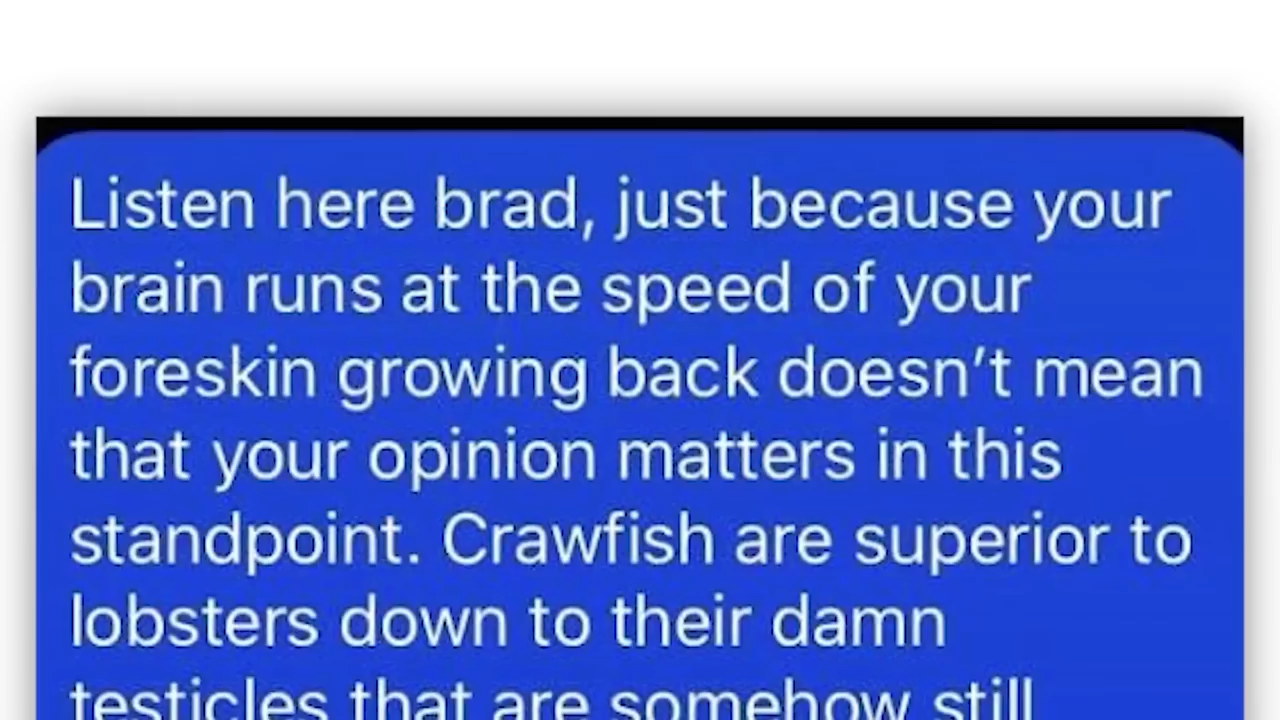 Listen here brad, just because your
brain runs at the speed of your
foreskin growing back doesn’t mean
that your opinion matters in this
standpoint. Crawfish are superior to
lobsters down to their damn
testicles that are somehow still